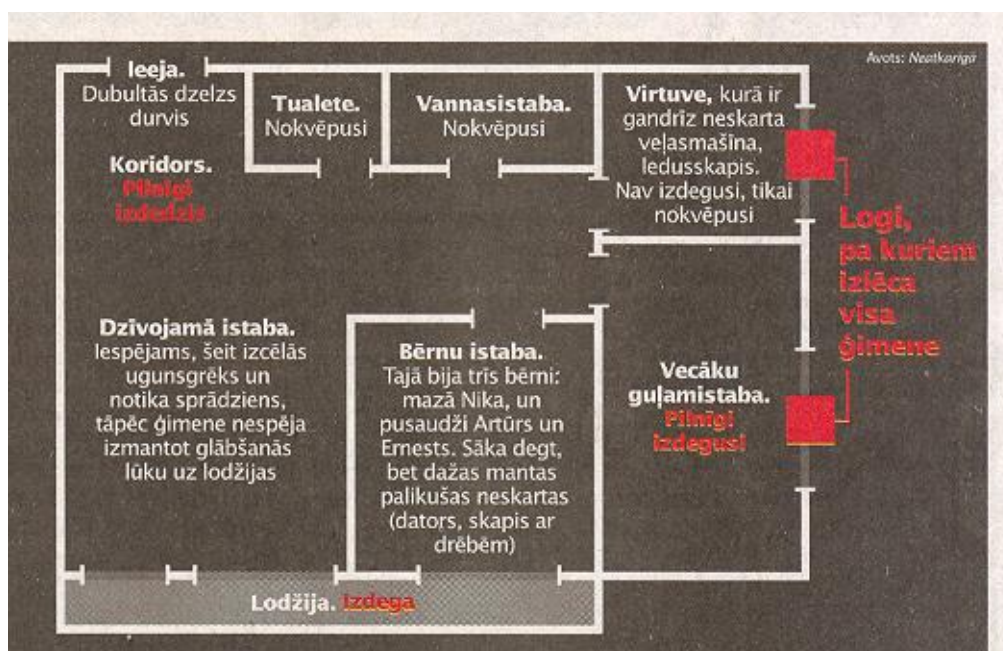 Avots: Neatkarīgā
Ieeja.
Dubultās dzelzs
durvis
Tualete.
Nokvēpusi
Vannasistaba.
Nokvēpusi
Virtuve, kurā ir
gandrīz neskarta
veļasmašīna,
ledusskapis.
Nav izdegusi, tikai
nokvēpusi
Koridors.
Pilnīgi
izdedzis
Logi,
pa kuriem
izlēca
visa
ģimene
Dzīvojamā istaba.
Iespējams, šeit izcēlās
ugunsgrēks un
notika sprādziens,
tāpēc ģimene nespēja
izmantot glābšanās
lūku uz lodžijas
Bērnu istaba.
Tajā bija trīs bērni:
mazā Nika, un
pusaudži Artūrs un
Ernests. Sāka degt,
bet dažas mantas
palikušas neskartas
(dators, skapis ar
drēbēm)
Vecāku
guļamistaba.
Pilnīgi
izdegusi
Lodžija. Izdega